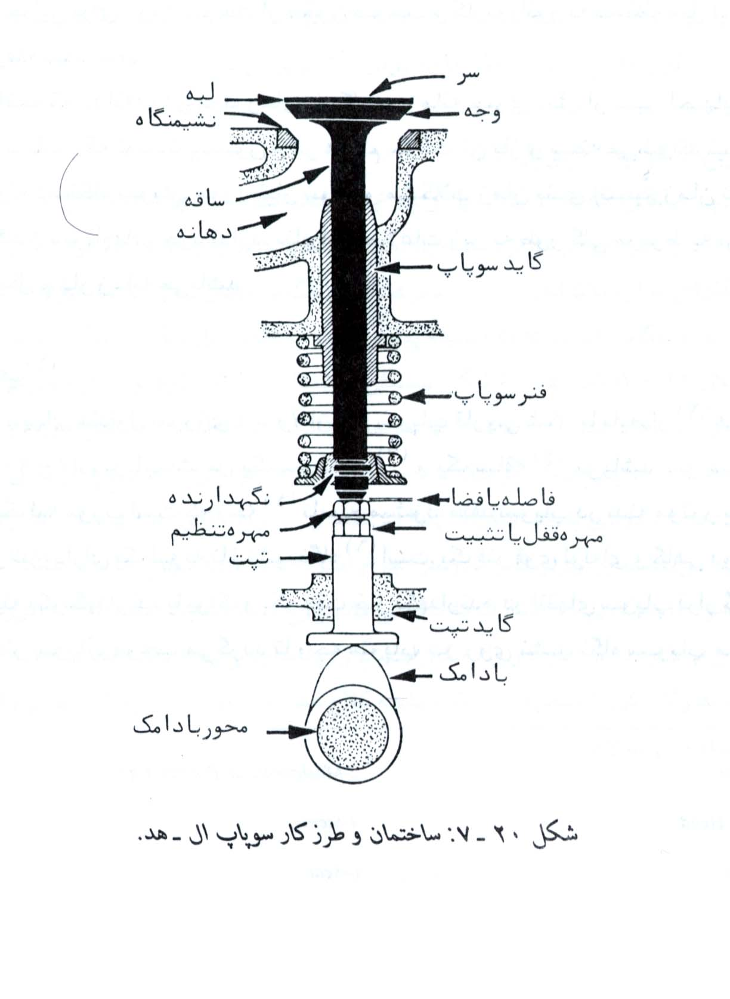 سر
لبه
وجه
نشیمنگاه
ساقه
دهانه
گاید سوپاپ
فنر سوپاپ
نگهدارنده
فاصله یا فضا
مهره تنظیم
مهره قفل یا تثبیت
تپت
گاید تپت
بادامک
محور بادامک
شکل ۲۰ ـ ۷: ساختمان و طرز کار سوپاپ ال ـ هد.